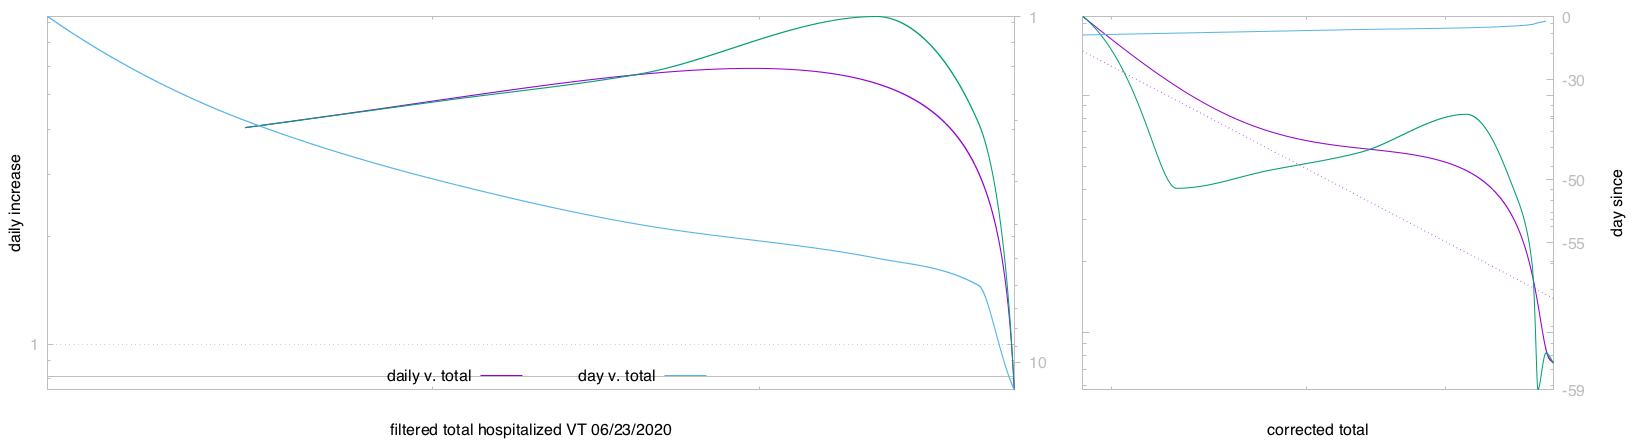 1
0
-30
daily increase
-50
day since
-55
1
10
daily v. total
day v. total
-59
filtered total hospitalized VT 06/23/2020
corrected total